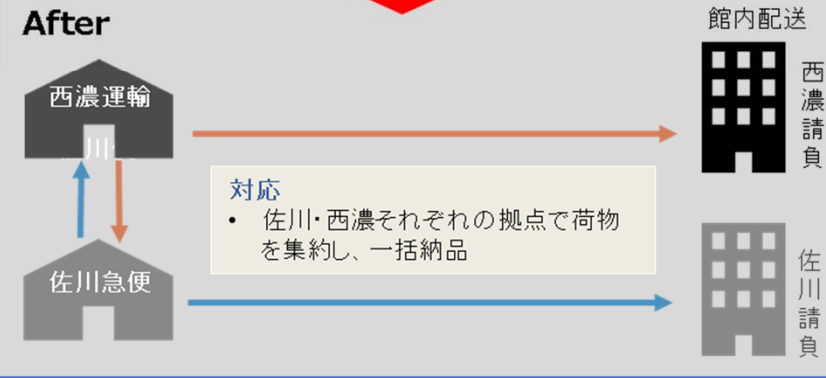 After
館内配送
西濃運輸
西濃請負
対応
• 佐川・西濃それぞれの拠点で荷物
を集約し、一括納品
佐川急便
佐川請負